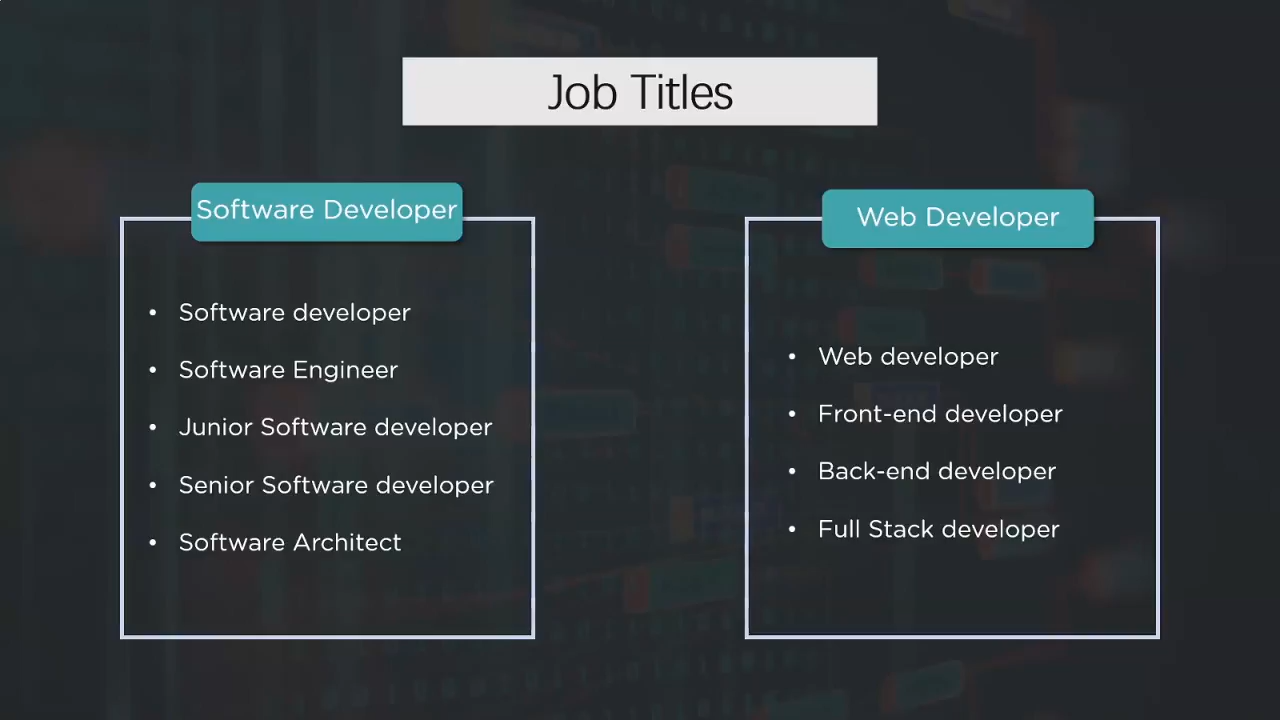 Job Titles
Software Developer
• Software developer
• Software Engineer
• Junior Software developer
• Senior Software developer
• Software Architect
Web Developer
• Web developer
• Front-end developer
• Back-end developer
• Full Stack developer